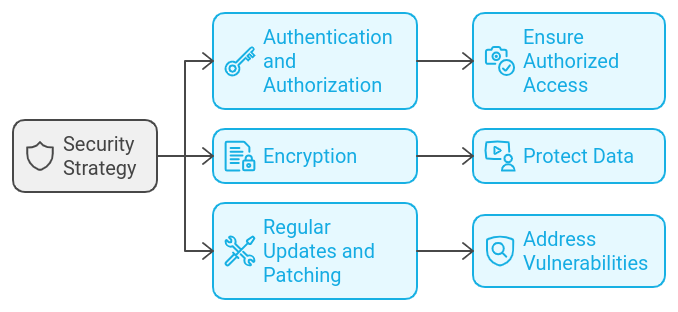 Security
Strategy
Authentication
and
Authorization
Ensure
Authorized
Access
Encryption
Protect Data
Regular
Updates and
Patching
Address
Vulnerabilities